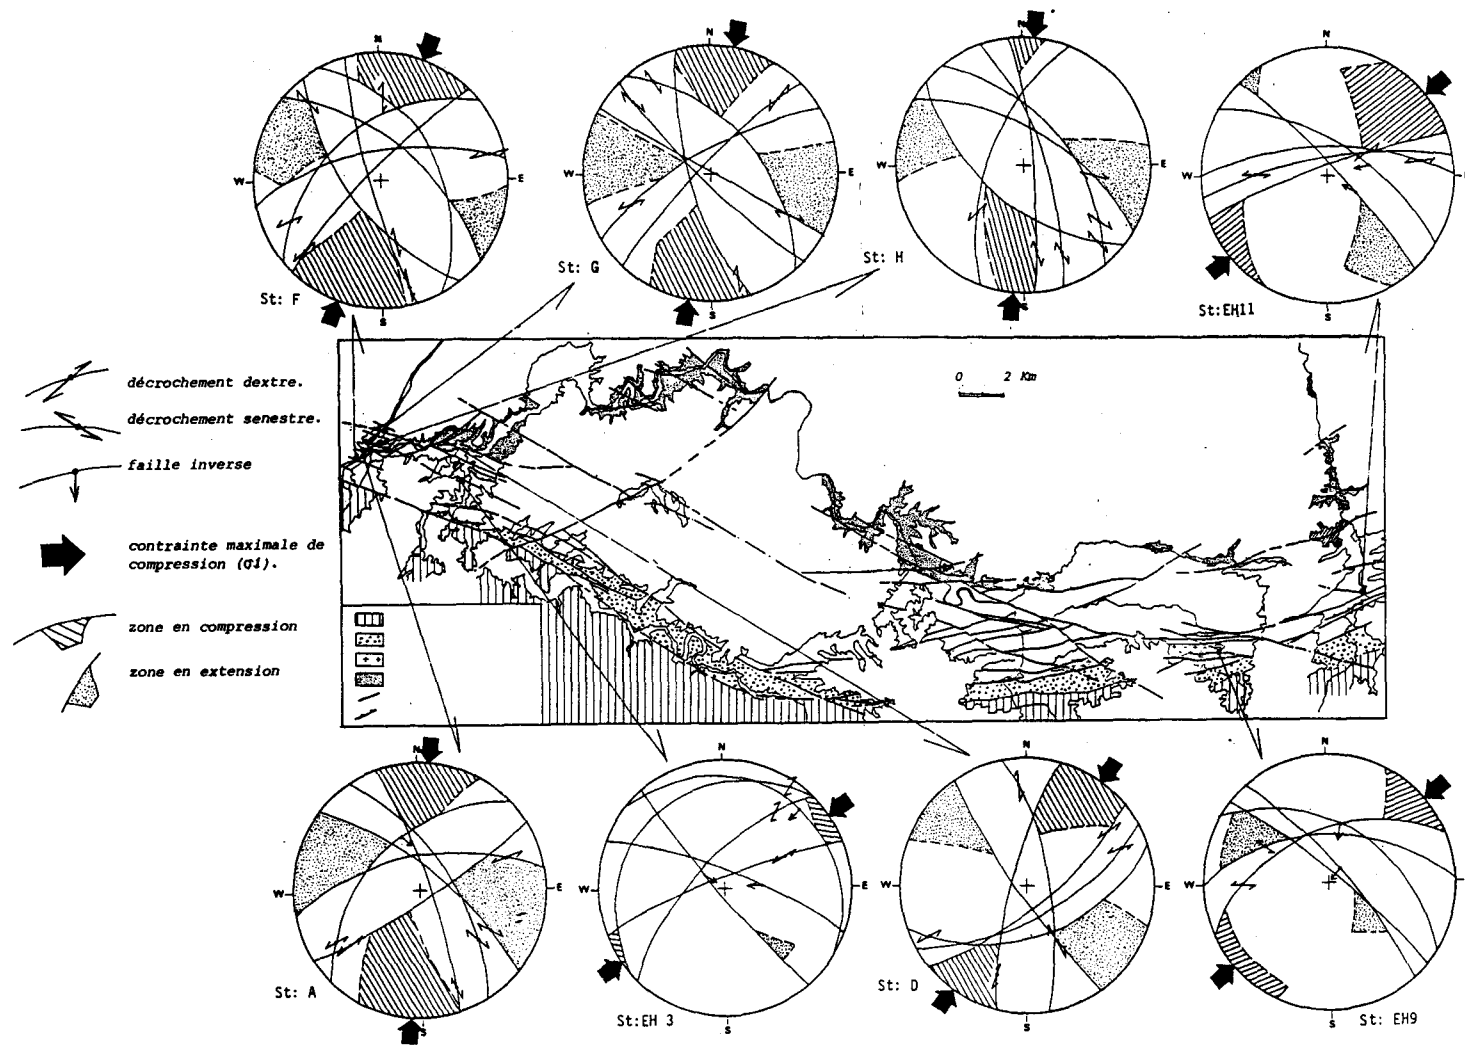 N
W
E
S
St: F
N
W
E
S
St: G
N
W
E
S
St: H
N
W
S
St:EH11
décrochement dextre.
décrochement senestre.
faille inverse
contrainte maximale de
compression (σ1).
zone en compression
zone en extension
0 2 Km
N
W
E
S
St: A
N
W
E
S
St:EH 3
N
W
E
S
St: D
N
W
S
St: EH9